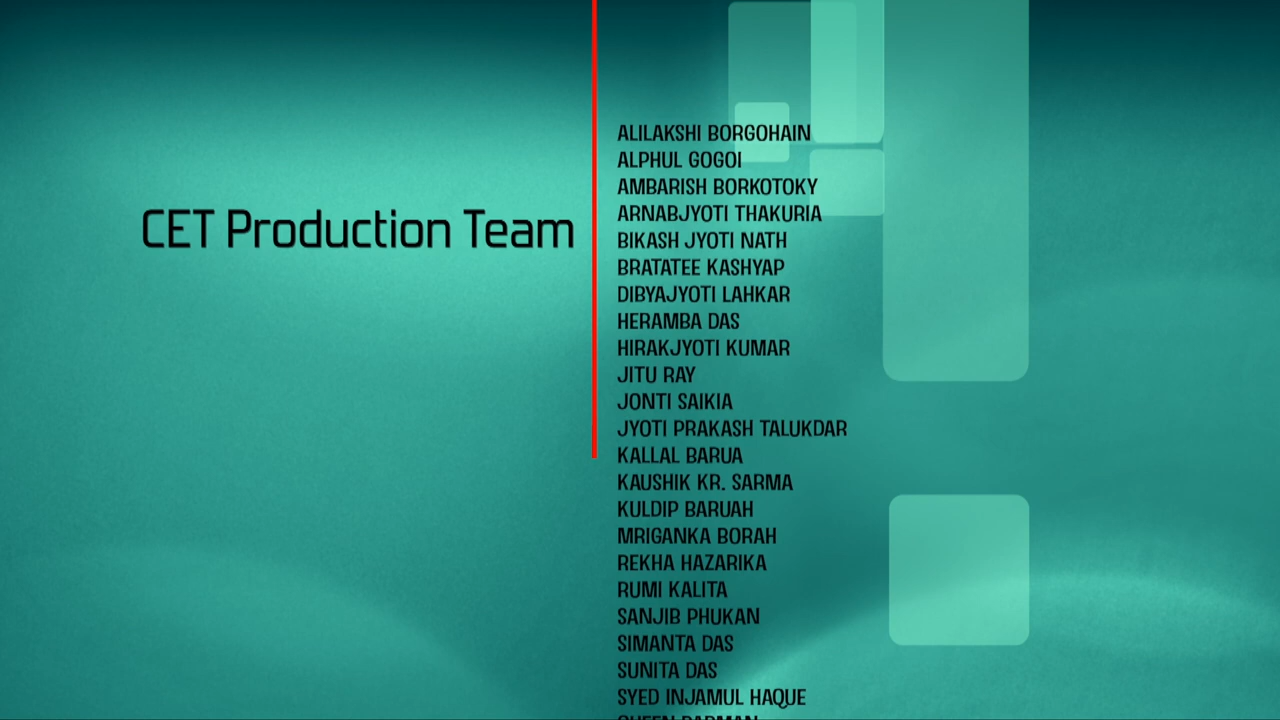 CET Production Team
ALILAKSHI BORGOHAIN
ALPHUL GOGOI
AMBARISH BORKOTOKY
ARNABJYOTI THAKURIA
BIKASH JYOTI NATH
BRATATEE KASHYAP
DIBYAJYOTI LAHKAR
HERAMBA DAS
HIRAKJYOTI KUMAR
JITU RAY
JONTI SAIKIA
JYOTI PRAKASH TALUKDAR
KALLAL BARUA
KAUSHIK KR. SARMA
KULDIP BARUAH
MRIGANKA BORAH
REKHA HAZARIKA
RUMI KALITA
SANJIB PHUKAN
SIMANTA DAS
SUNITA DAS
SYED INJAMUL HAQUE